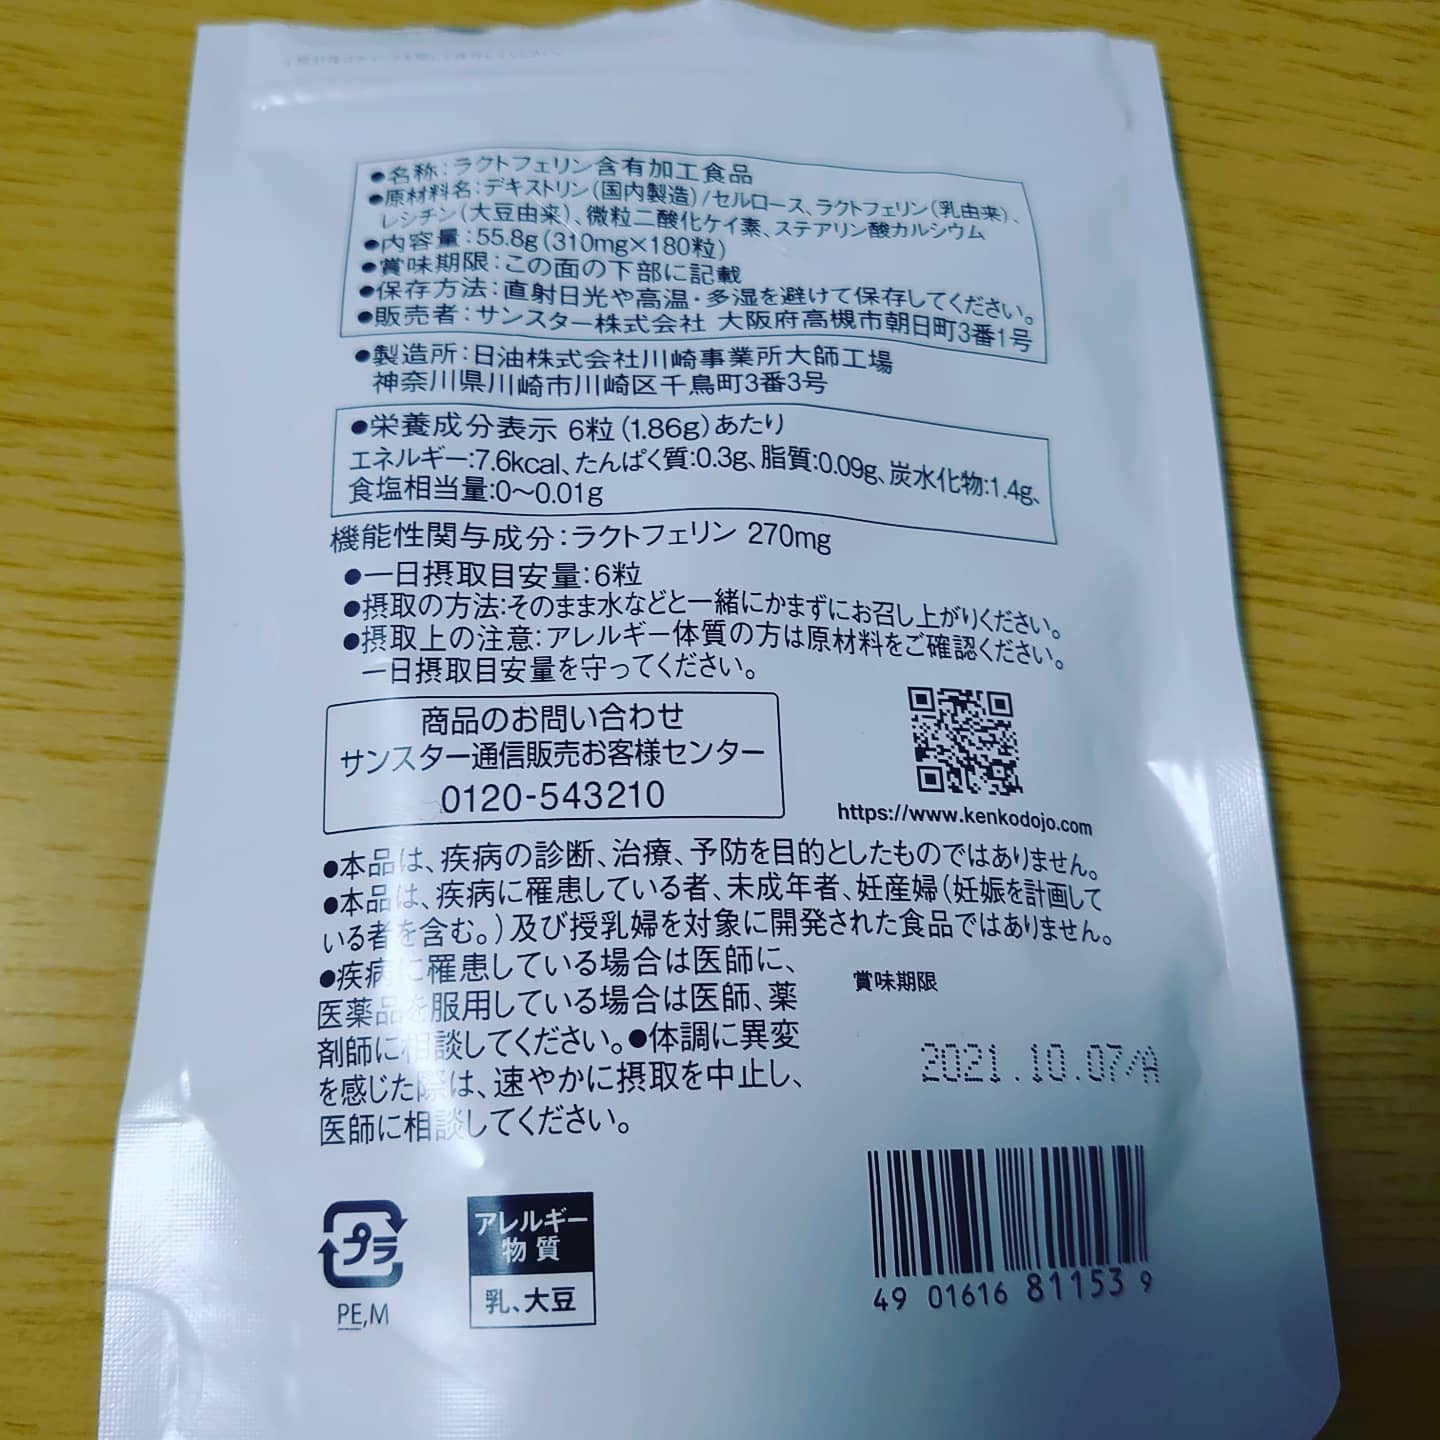 ●名称:ラクトフェリン含有加工食品
●原材料名:デキストリン(国内製造)/セルロース、ラクトフェリン(乳由来)、
レシチン(大豆由来)、微粒二酸化ケイ素、ステアリン酸カルシウム
●内容量:55.8g(310mg×180粒)
●賞味期限:この面の下部に記載
●保存方法:直射日光や高温・多湿を避けて保存してください。
●販売者:サンスター株式会社 大阪府高槻市朝日町3番1号
●製造所:日油株式会社川崎事業所大師工場
神奈川県川崎市川崎区千鳥町3番3号
●栄養成分表示 6粒(1.86g)あたり
エネルギー:7.6kcal、たんぱく質:0.3g、脂質:0.09g、炭水化物:1.4g、
食塩相当量:0〜0.01g
機能性関与成分:ラクトフェリン 270mg
●一日摂取目安量:6粒
●摂取の方法:そのまま水などと一緒にかまずにお召し上がりください。
●摂取上の注意:アレルギー体質の方は原材料をご確認ください。
一日摂取目安量を守ってください。
商品のお問い合わせ
サンスター通信販売お客様センター
0120-543210
https://www.kenkodojo.com
●本品は、疾病の診断、治療、予防を目的としたものではありません。
●本品は、疾病に罹患している者、未成年者、妊産婦(妊娠を計画して
いる者を含む。)及び授乳婦を対象に開発された食品ではありません。
●疾病に罹患している場合は医師に、
医薬品を服用している場合は医師、薬
剤師に相談してください。●体調に異変
を感じた際は、速やかに摂取を中止し、
医師に相談してください。
賞味期限
2021.10.07/A
プラ
PE,M
アレルギー
物質
乳、大豆
49 01616 81153 9